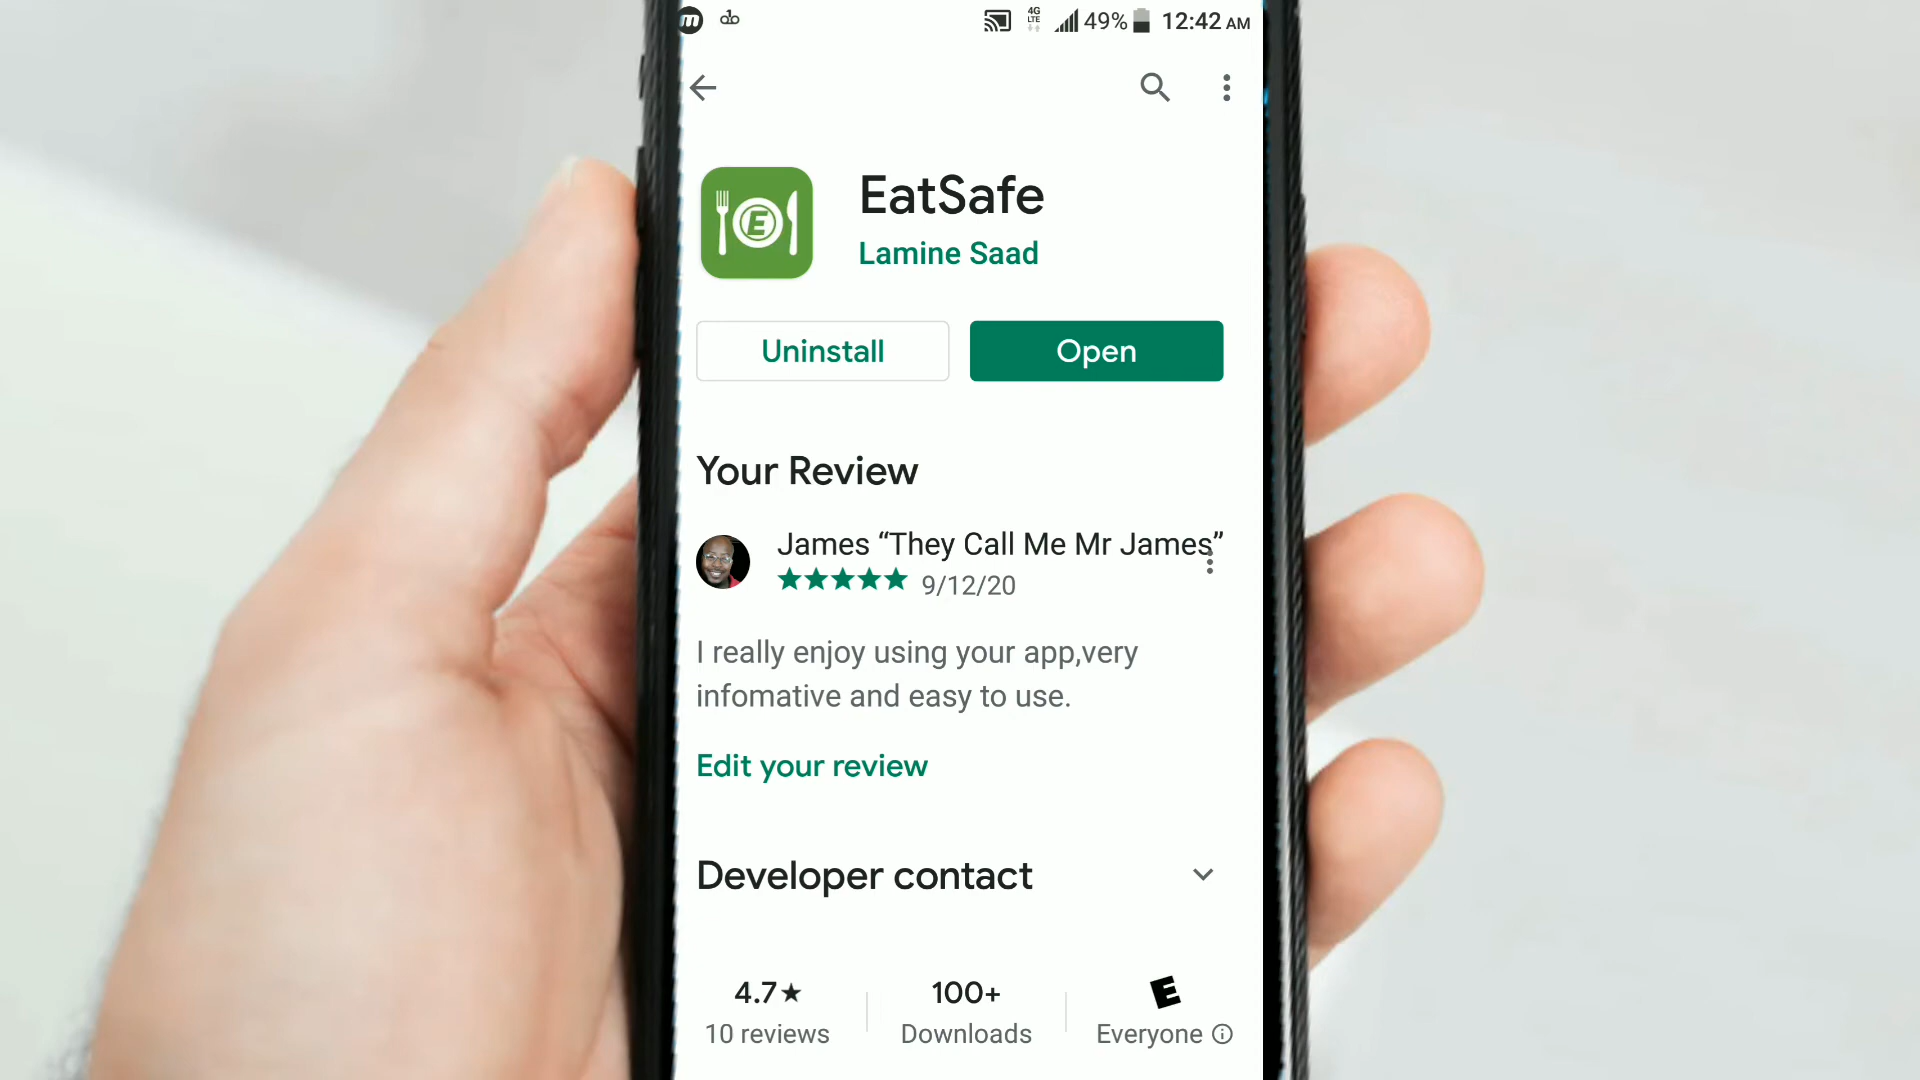 4G
LTE
49%
12:42 AM
E
EatSafe
Lamine Saad
Uninstall
Open
Your Review
James “They Call Me Mr James”
9/12/20
I really enjoy using your app,very
infomative and easy to use.
Edit your review
Developer contact
4.7★
100+
E
10 reviews
Downloads
Everyone